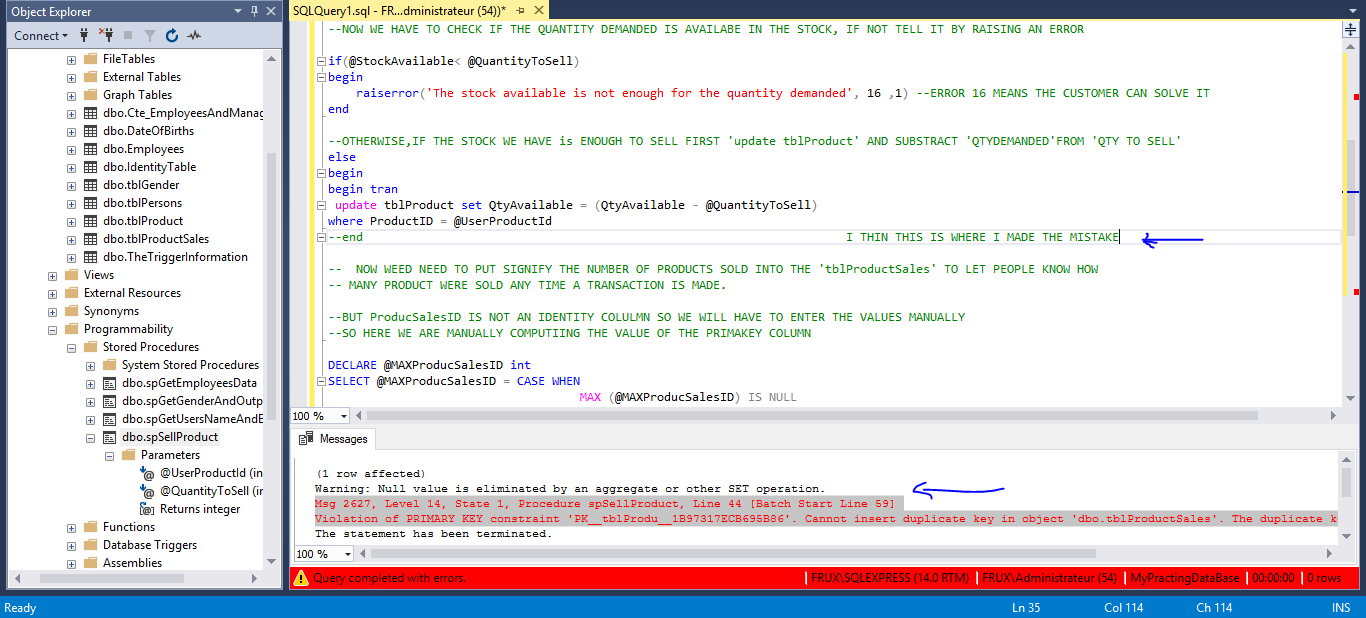 Object Explorer
Connect
FileTables
External Tables
Graph Tables
dbo.Cte_EmployeesAndManag
dbo.DateOfBirths
dbo.Employees
dbo.IdentityTable
dbo.tblGender
dbo.tblPersons
dbo.tblProduct
dbo.tblProductSales
dbo.TheTriggerInformation
Views
External Resources
Synonyms
Programmability
Stored Procedures
System Stored Procedures
dbo.spGetEmployeesData
dbo.spGetGenderAndOutp
dbo.spGetUsersNameAndE
dbo.spSellProduct
Parameters
@UserProductId (in
@QuantityToSell (ir
Returns integer
Functions
Database Triggers
Assemblies
SQLQuery1.sql - FR...dministrateur (54))*
--NOW WE HAVE TO CHECK IF THE QUANTITY DEMANDED IS AVAILABE IN THE STOCK, IF NOT TELL IT BY RAISING AN ERROR
if(@StockAvailable< @QuantityToSell)
begin
raiserror('The stock available is not enough for the quantity demanded', 16 ,1) --ERROR 16 MEANS THE CUSTOMER CAN SOLVE IT
end
--OTHERWISE,IF THE STOCK WE HAVE is ENOUGH TO SELL FIRST 'update tblProduct' AND SUBSTRACT 'QTYDEMANDED'FROM 'QTY TO SELL'
else
begin
begin tran
update tblProduct set QtyAvailable = (QtyAvailable - @QuantityToSell)
where ProductID = @UserProductId
--end I THIN THIS IS WHERE I MADE THE MISTAKE
-- NOW WEED NEED TO PUT SIGNIFY THE NUMBER OF PRODUCTS SOLD INTO THE 'tblProductSales' TO LET PEOPLE KNOW HOW
-- MANY PRODUCT WERE SOLD ANY TIME A TRANSACTION IS MADE.
--BUT ProducSalesID IS NOT AN IDENTITY COLULMN SO WE WILL HAVE TO ENTER THE VALUES MANUALLY
--SO HERE WE ARE MANUALLY COMPUTIING THE VALUE OF THE PRIMAKEY COLUMN
DECLARE @MAXProducSalesID int
SELECT @MAXProducSalesID = CASE WHEN
MAX (@MAXProducSalesID) IS NULL
100 %
Messages
(1 row affected)
Warning: Null value is eliminated by an aggregate or other SET operation.
Msg 2627, Level 14, State 1, Procedure spSellProduct, Line 44 [Batch Start Line 59]
Violation of PRIMARY KEY constraint 'PK__tblProdu__1B97317ECB695B86'. Cannot insert duplicate key in object 'dbo.tblProductSales'. The duplicate k
The statement has been terminated.
100 %
Query completed with errors.
FRUX\SQLEXPRESS (14.0 RTM)
FRUX\Administrateur (54)
MyPractingDataBase
00:00:00
0 rows
Ready
Ln 35
Col 114
Ch 114
INS